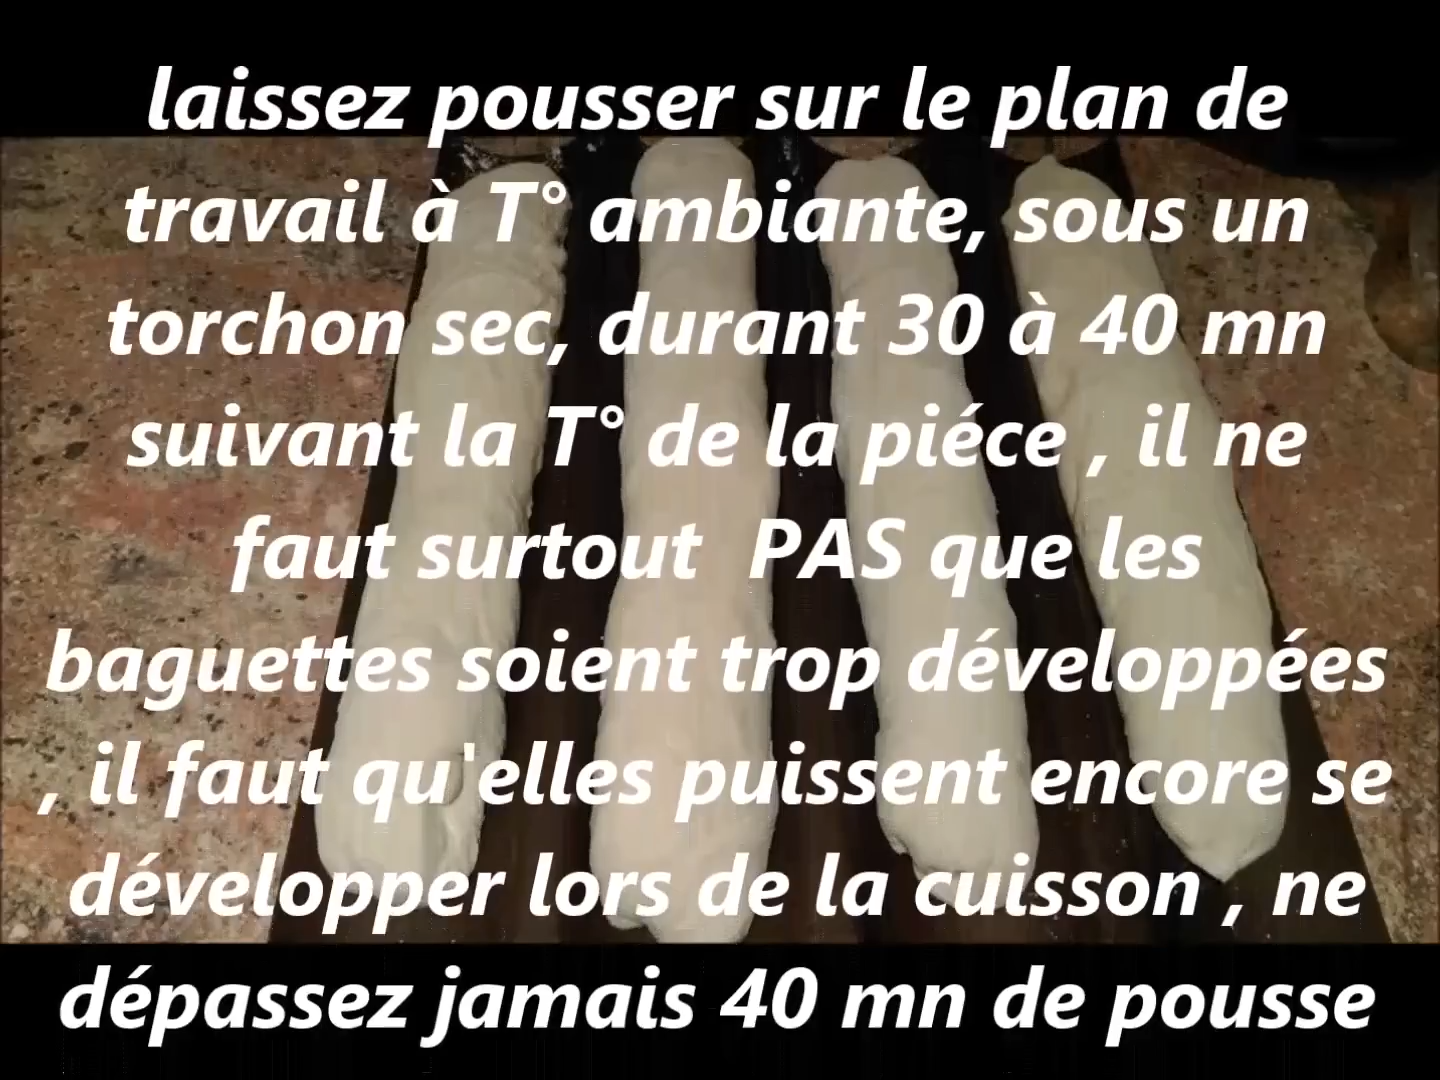 laissez pousser sur le plan de
travail à T° ambiante, sous un
torchon sec, durant 30 à 40 mn
suivant la T° de la piéce , il ne
faut surtout  PAS que les
baguettes soient trop développées
, il faut qu'elles puissent encore se
développer lors de la cuisson , ne
dépassez jamais 40 mn de pousse